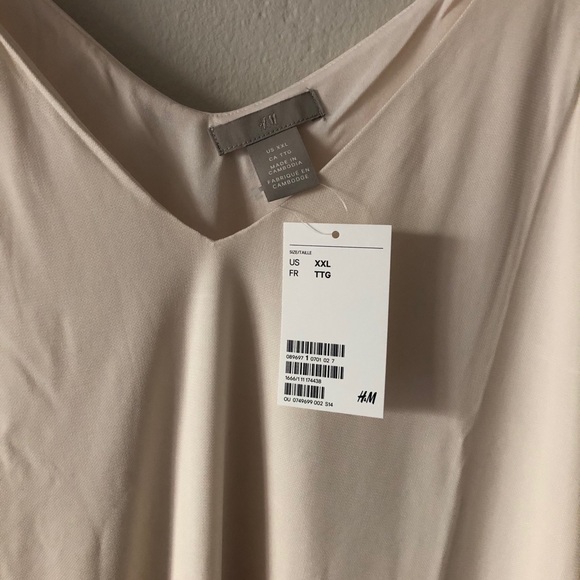 H&M
US XXL
CA TTG
MADE IN
CAMBODIA
FABRIQUE EN
CAMBODGE
SIZE/TAILLE
US XXL
FR TTG
089697 1 0701 02 7
1666/1 11 174438
OU 0749699 002 S14
H&M